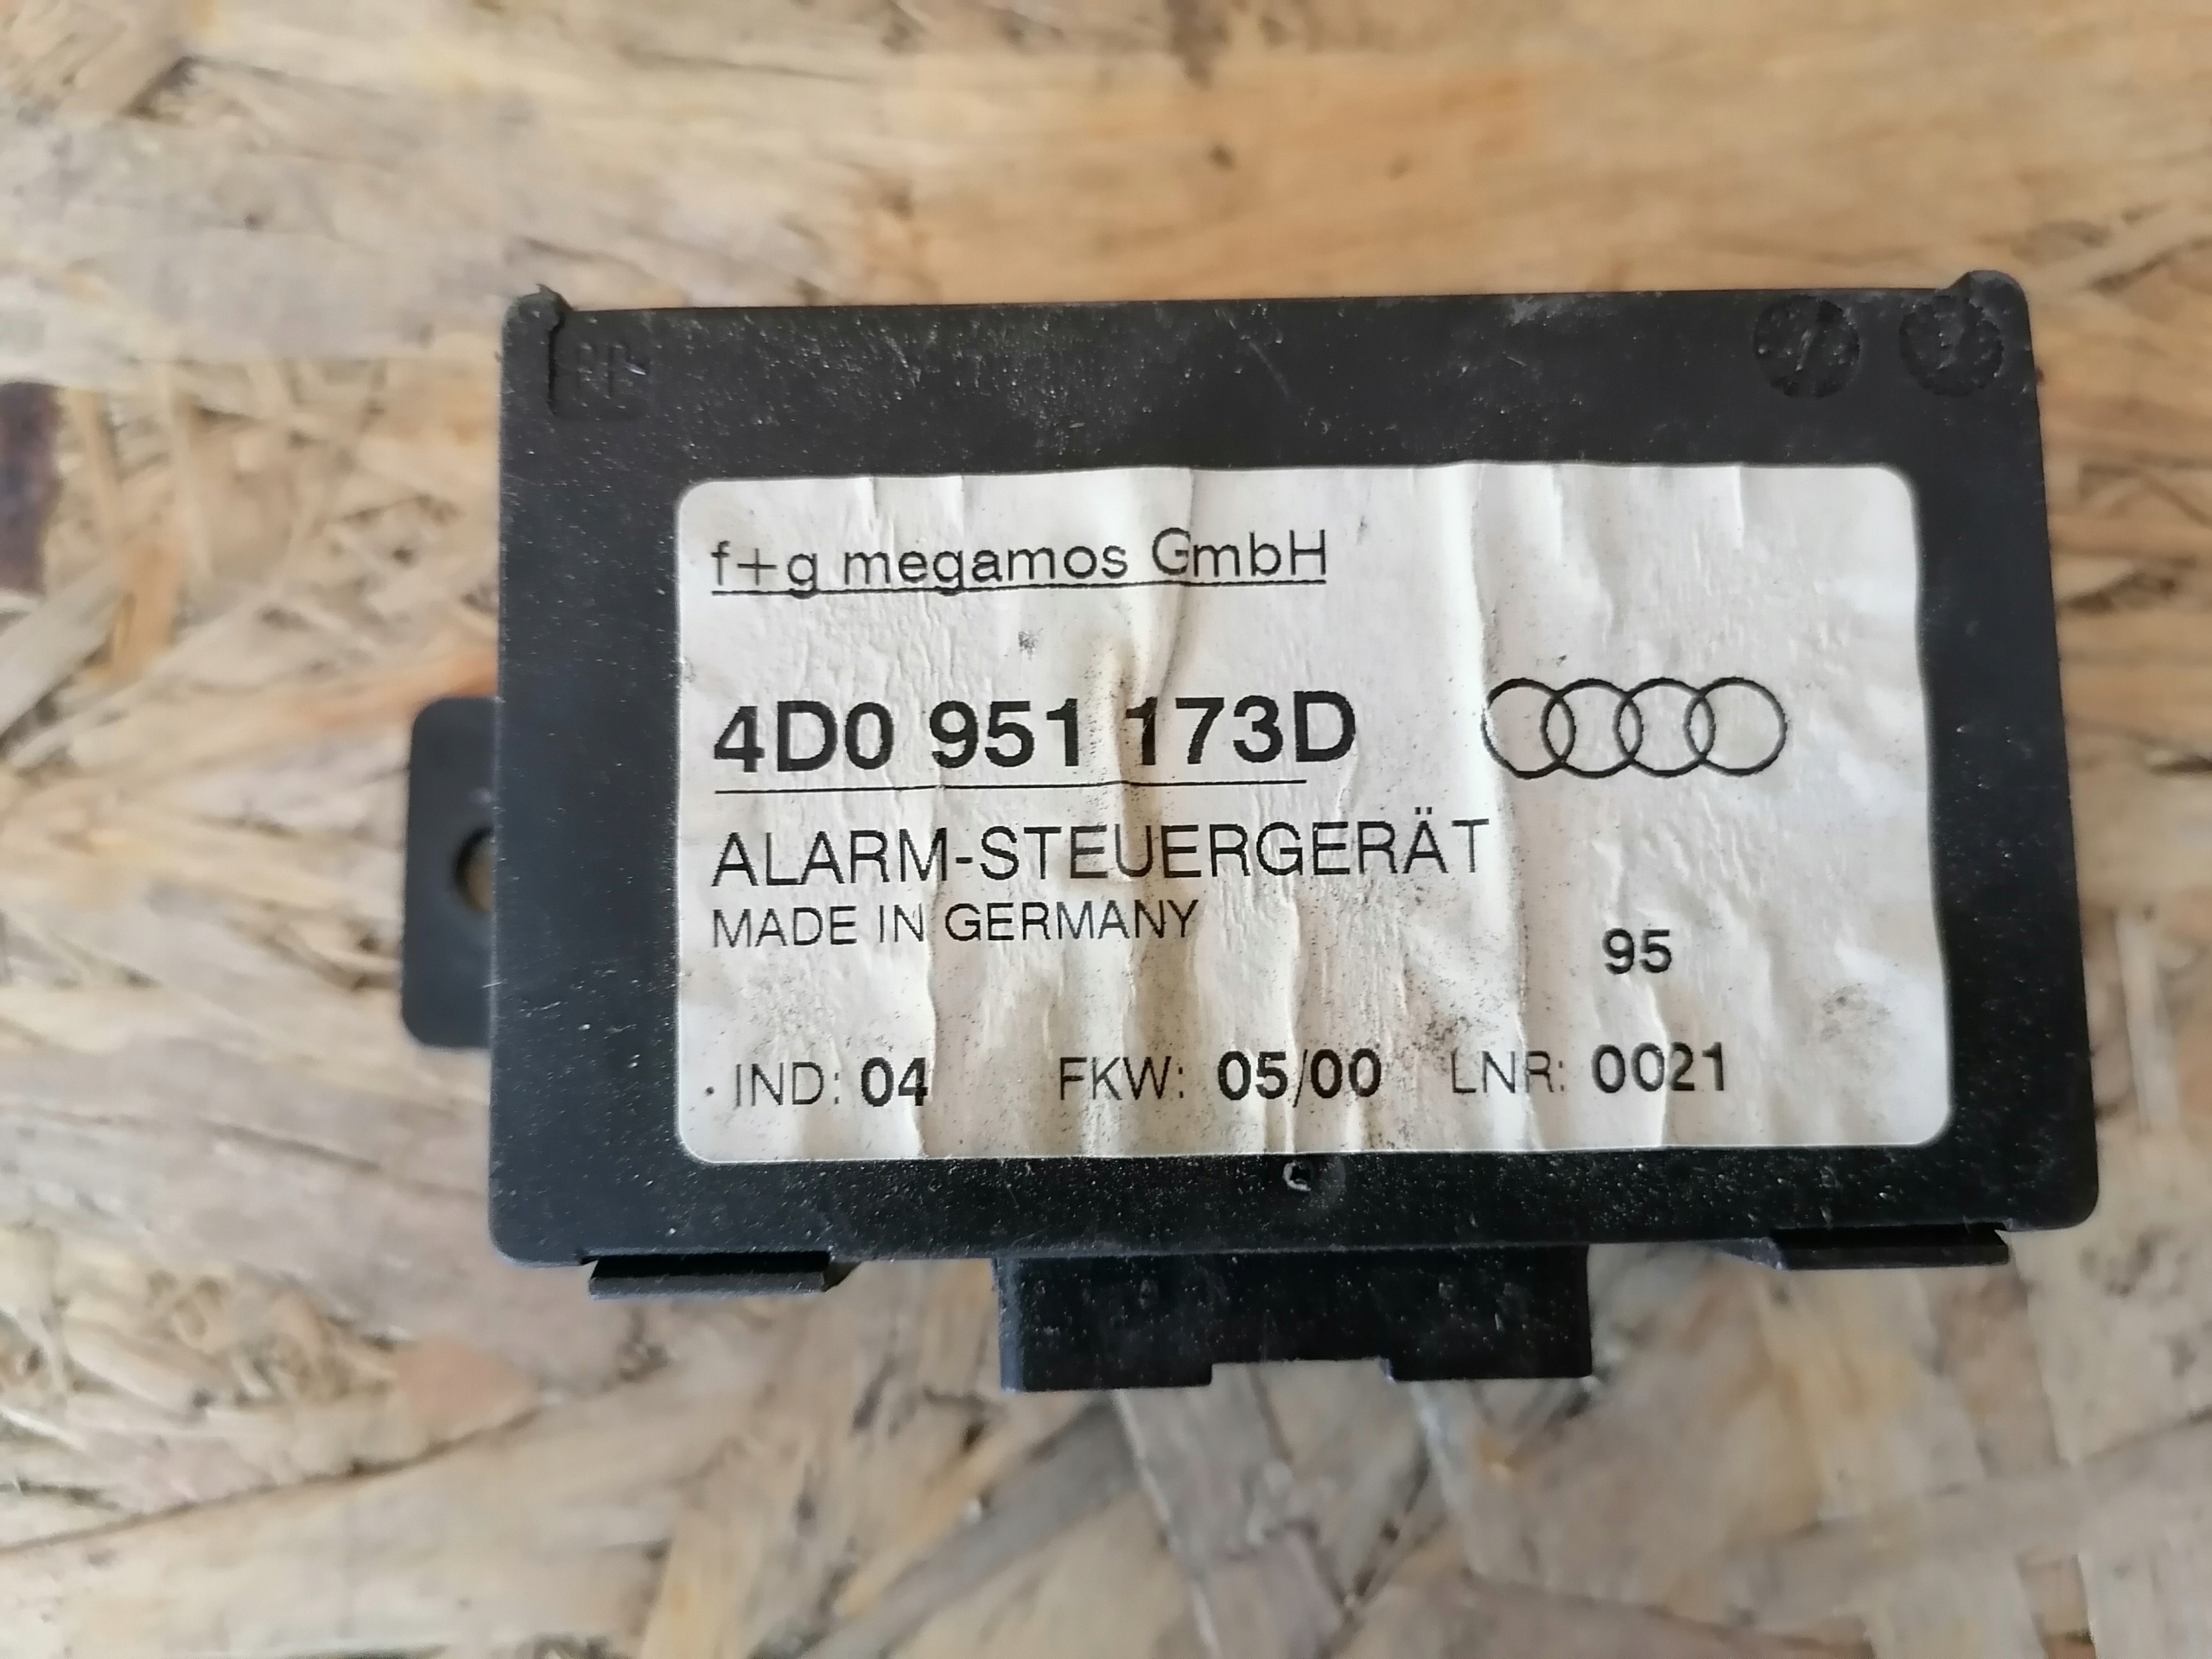 f+g megamos GmbH
4D0 951 173D
ALARM-STEUERGERÄT
MADE IN GERMANY
95
IND: 04 FKW: 05/00 LNR: 0021